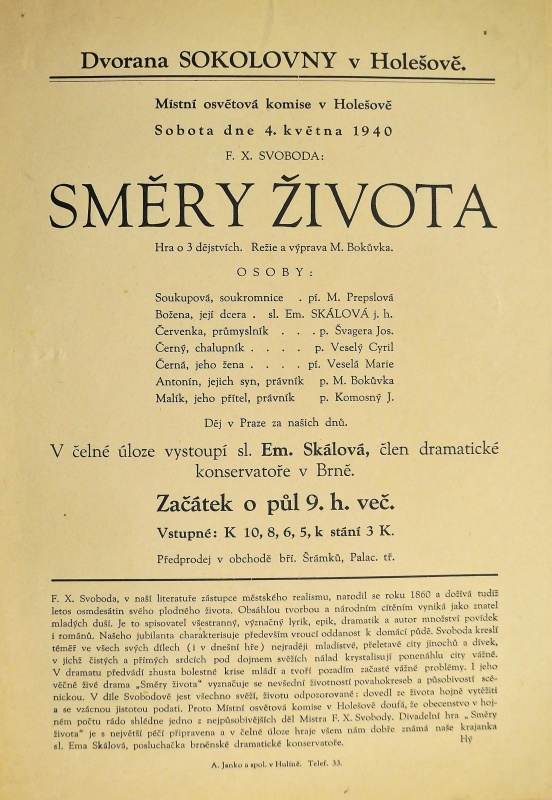 Dvorana SOKOLOVNY v Holešově.
Místní osvětová komise v Holešově
Sobota dne 4. května 1940
F. X. SVOBODA:
SMĚRY ŽIVOTA
Hra o 3 dějstvích. Režie a výprava M. Bokůvka.
OSOBY:
Soukupová, soukromnice . pí. M. Prepslová
Božena, její dcera . sl. Em. SKÁLOVÁ j. h.
Červenka, průmyslník . . . p. Švagera Jos.
Černý, chalupník . . . . p. Veselý Cyril
Černá, jeho žena . . . . pí. Veselá Marie
Antonín, jejich syn, právník p. M. Bokůvka
Malík, jeho přítel, právník p. Komosný J.
Děj v Praze za našich dnů.
V čelné úloze vystoupí sl. Em. Skálová, člen dramatické
konservatoře v Brně.
Začátek o půl 9. h. več.
Vstupné: K 10, 8, 6, 5, k stání 3 K.
Předprodej v obchodě bří. Šrámků, Palac. tř.
F. X. Svoboda, v naší literatuře zástupce městského realismu, narodil se roku 1860 a dožívá tudíž
letos osmdesátin svého plodného života. Obsáhlou tvorbou a národním cítěním vyniká jako znatel
mladých duší. Je to spisovatel všestranný, význačný lyrik, epik, dramatik a autor množství povídek
i románů. Našeho jubilanta charakterisuje především vroucí oddanost k domácí půdě. Svoboda kreslí
téměř ve všech svých dílech (i v dnešní hře) nejraději mladistvé, přeletavé city jinochů a dívek,
v jichž čistých a přímých srdcích pod dojmem svěžích nálad krystalisují ponenáhlu city vážné.
V dramatu předvádí zhusta bolestné krise mládí a tvoří pozadím začasté vážné problémy. I jeho
věčně živé drama „Směry života" vyznačuje se nevšední životností povahokreseb a působivostí scé-
nickou. V díle Svobodově jest všechno svěží, životu odpozorované: dovedl ze života hojně vytěžiti
a se vzácnou jistotou podati. Proto Místní osvětová komise v Holešově doufá, že obecenstvo v hoj-
ném počtu rádo shlédne jedno z nejpůsobivějších děl Mistra F. X. Svobody. Divadelní hra „Směry
života" je s největší péčí připravena a v čelné úloze hraje všem nám dobře známá naše krajanka
sl. Ema Skálová, posluchačka brněnské dramatické konservatoře. Hý
A. Janko a spol. v Hulíně. Telef. 33.